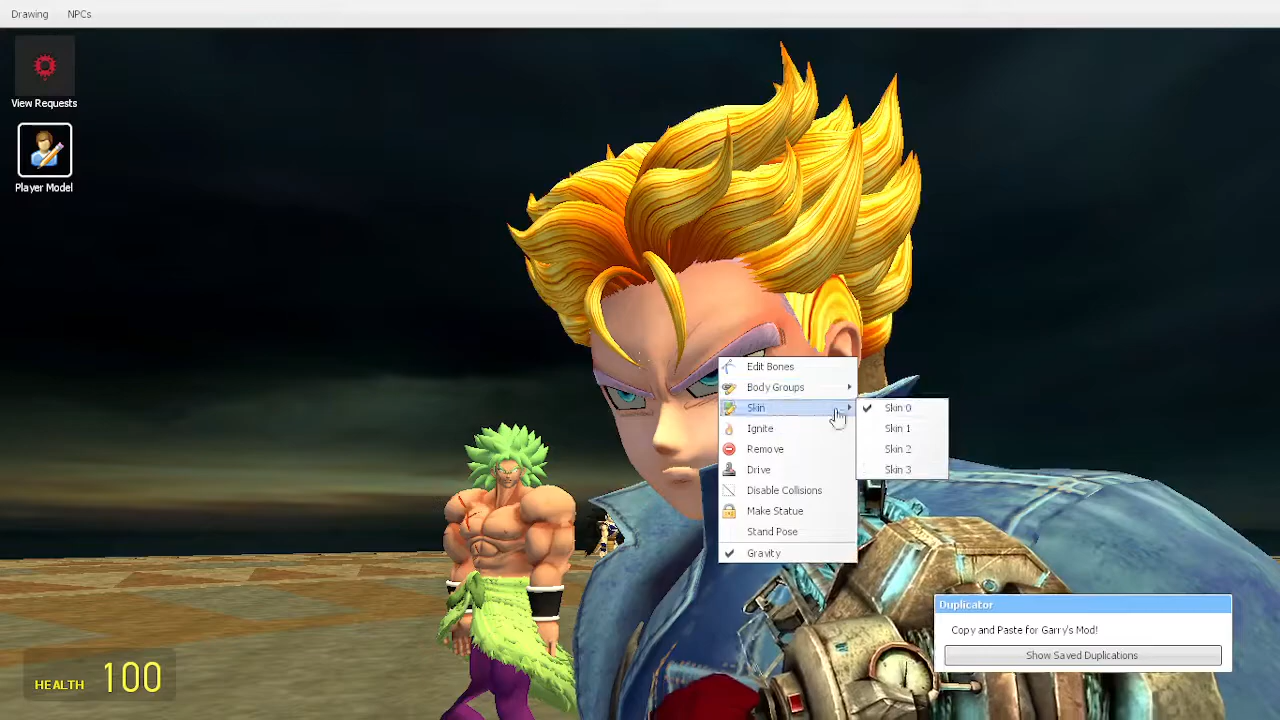 Drawing NPCs
View Requests
Player Model
Edit Bones
Body Groups
Skin
Ignite
Remove
Drive
Disable Collisions
Make Statue
Stand Pose
Gravity
Skin 0
Skin 1
Skin 2
Skin 3
Duplicator
Copy and Paste for Garry's Mod!
Show Saved Duplications
HEALTH 100